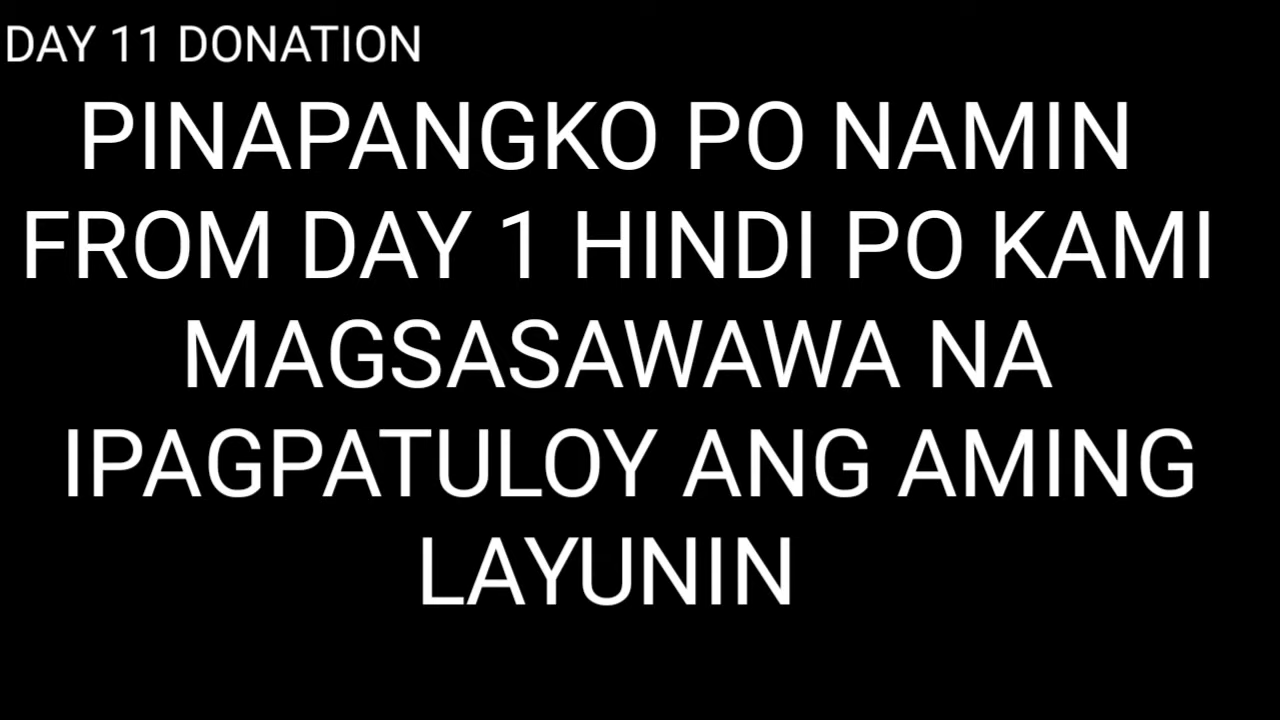 DAY 11 DONATION
PINAPANGKO PO NAMIN
FROM DAY 1 HINDI PO KAMI
MAGSASAWAWA NA
IPAGPATULOY ANG AMING
LAYUNIN